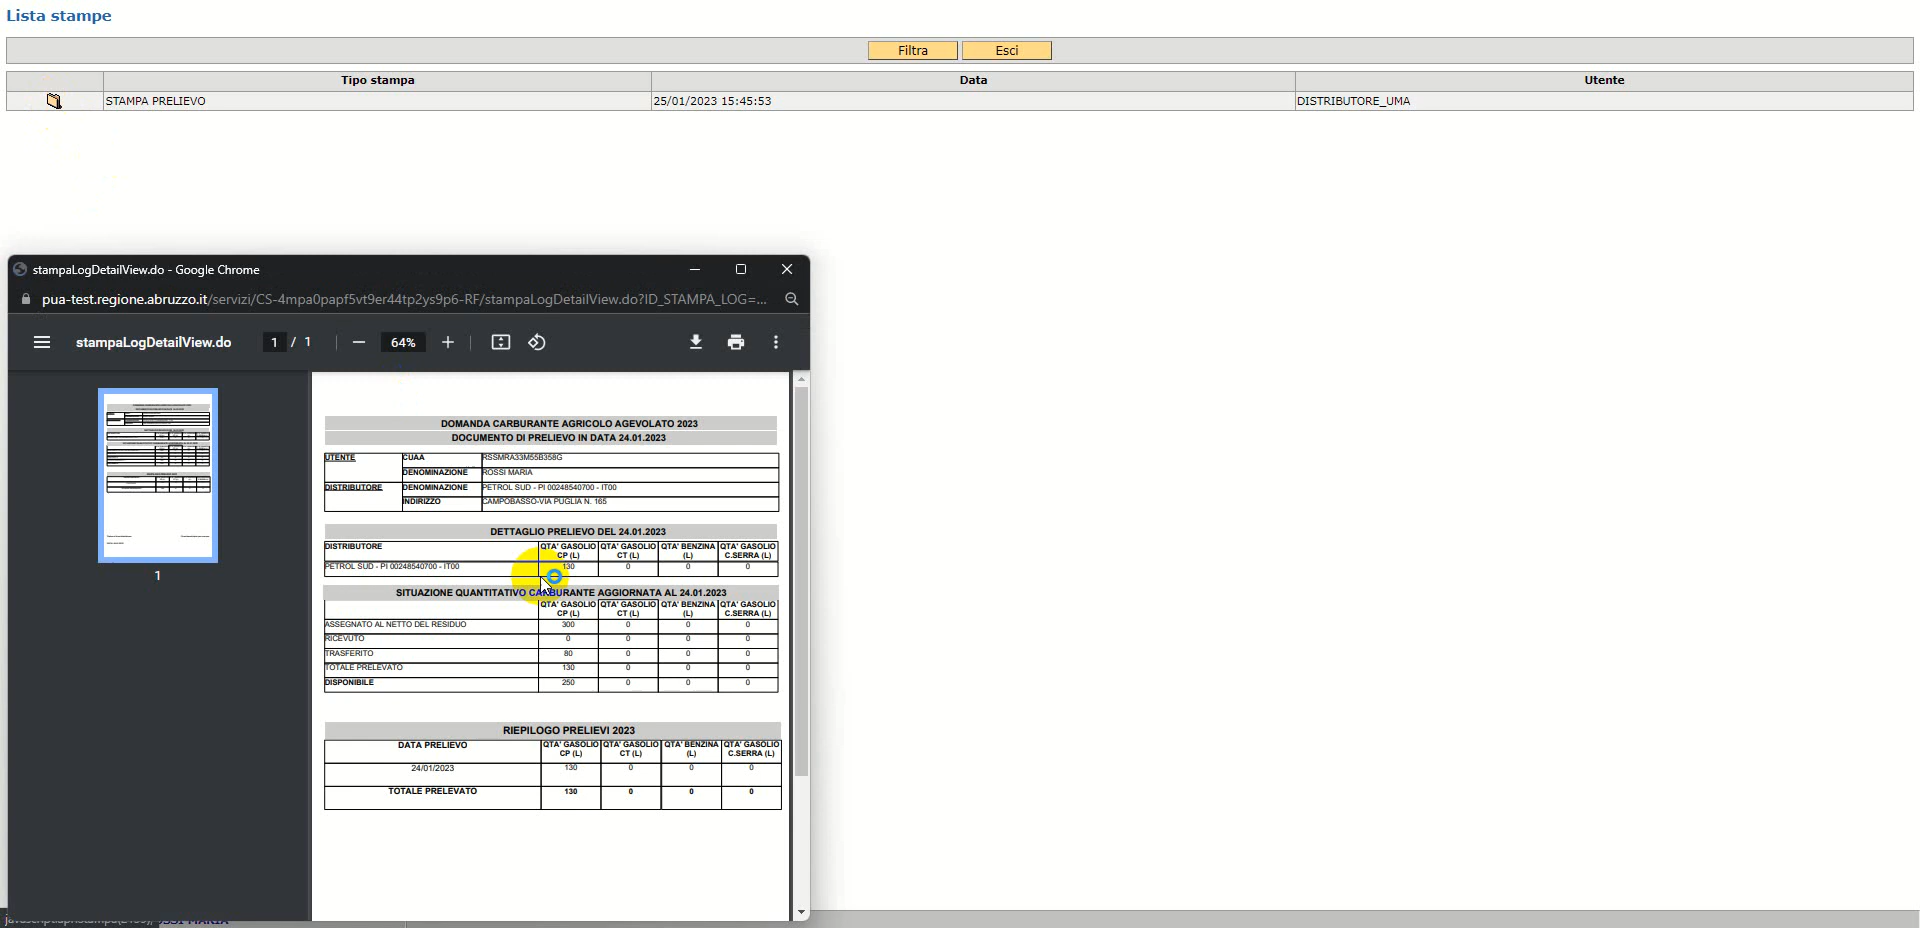 Lista stampe
Filtra Esci
Tipo stampa Data Utente
STAMPA PRELIEVO 25/01/2023 15:45:53 DISTRIBUTORE_UMA
stampaLogDetailView.do - Google Chrome
pua-test.regione.abruzzo.it/servizi/CS-4mpa0papf5vt9er44tp2ys9p6-RF/stampaLogDetailView.do?ID_STAMPA_LOG=...
stampaLogDetailView.do 1 / 1 64%
1
DOMANDA CARBURANTE AGRICOLO AGEVOLATO 2023
DOCUMENTO DI PRELIEVO IN DATA 24.01.2023
UTENTE CUAA RSSMRA33M55B358G
DENOMINAZIONE ROSSI MARIA
DISTRIBUTORE DENOMINAZIONE PETROL SUD - PI 00248540700 - IT00
INDIRIZZO CAMPOBASSO-VIA PUGLIA N. 165
DETTAGLIO PRELIEVO DEL 24.01.2023
DISTRIBUTORE QTA' GASOLIO QTA' GASOLIO QTA' BENZINA QTA' GASOLIO
CP (L) CT (L) (L) C.SERRA (L)
PETROL SUD - PI 00248540700 - IT00 130 0 0 0
SITUAZIONE QUANTITATIVO CARBURANTE AGGIORNATA AL 24.01.2023
QTA' GASOLIO QTA' GASOLIO QTA' BENZINA QTA' GASOLIO
CP (L) CT (L) (L) C.SERRA (L)
ASSEGNATO AL NETTO DEL RESIDUO 300 0 0 0
RICEVUTO 0 0 0 0
TRASFERITO 80 0 0 0
TOTALE PRELEVATO 130 0 0 0
DISPONIBILE 250 0 0 0
RIEPILOGO PRELIEVI 2023
DATA PRELIEVO QTA' GASOLIO QTA' GASOLIO QTA' BENZINA QTA' GASOLIO
CP (L) CT (L) (L) C.SERRA (L)
24/01/2023 130 0 0 0
TOTALE PRELEVATO 130 0 0 0